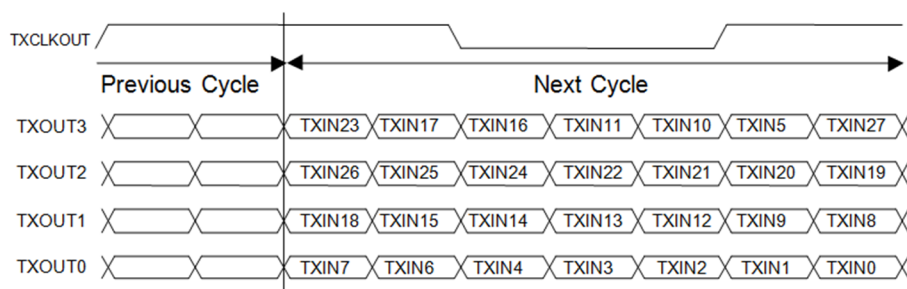 TXCLKOUT
Previous Cycle Next Cycle
TXOUT3 TXIN23 TXIN17 TXIN16 TXIN11 TXIN10 TXIN5 TXIN27
TXOUT2 TXIN26 TXIN25 TXIN24 TXIN22 TXIN21 TXIN20 TXIN19
TXOUT1 TXIN18 TXIN15 TXIN14 TXIN13 TXIN12 TXIN9 TXIN8
TXOUT0 TXIN7 TXIN6 TXIN4 TXIN3 TXIN2 TXIN1 TXIN0